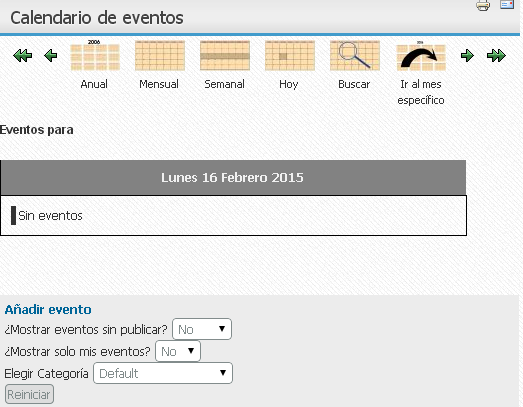 Calendario de eventos
2006
Anual Mensual Semanal Hoy Buscar Ir al mes
específico
Eventos para
Lunes 16 Febrero 2015
Sin eventos
Añadir evento
¿Mostrar eventos sin publicar? No
¿Mostrar solo mis eventos? No
Elegir Categoría Default
Reiniciar